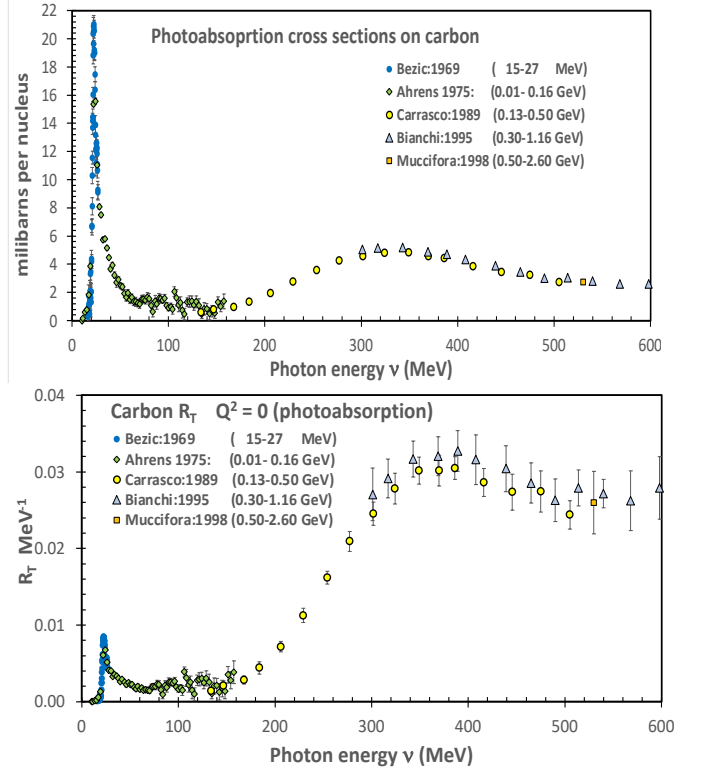 Photoabsoprtion cross sections on carbon
Bezic:1969 ( 15-27 MeV)
Ahrens 1975: (0.01- 0.16 GeV)
Carrasco:1989 (0.13-0.50 GeV)
Bianchi:1995 (0.30-1.16 GeV)
Muccifora:1998 (0.50-2.60 GeV)
milibarns per nucleus
22
20
18
16
14
12
10
8
6
4
2
0
0 100 200 300 400 500 600
Photon energy ν (MeV)
Carbon R_T Q² = 0 (photoabsorption)
Bezic:1969 ( 15-27 MeV)
Ahrens 1975: (0.01- 0.16 GeV)
Carrasco:1989 (0.13-0.50 GeV)
Bianchi:1995 (0.30-1.16 GeV)
Muccifora:1998 (0.50-2.60 GeV)
R_T MeV⁻¹
0.04
0.03
0.02
0.01
0.00
0 100 200 300 400 500 600
Photon energy ν (MeV)